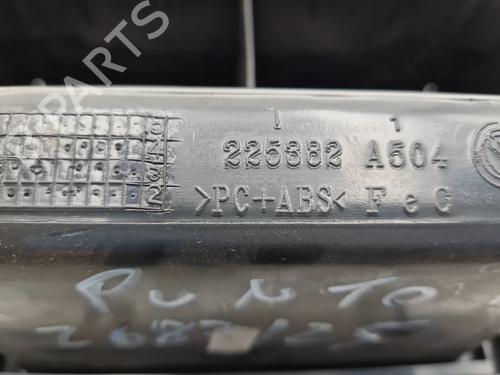 B-PARTS
1 1
225382 A504
>PC+ABS< F e C
PUNTO